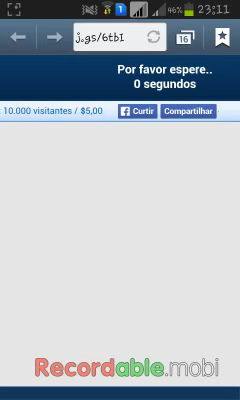 1 46% 23:11
j.gs/6tbI
16
Por favor espere..
0 segundos
10.000 visitantes / $5,00 Curtir Compartilhar
Recordable.mobi